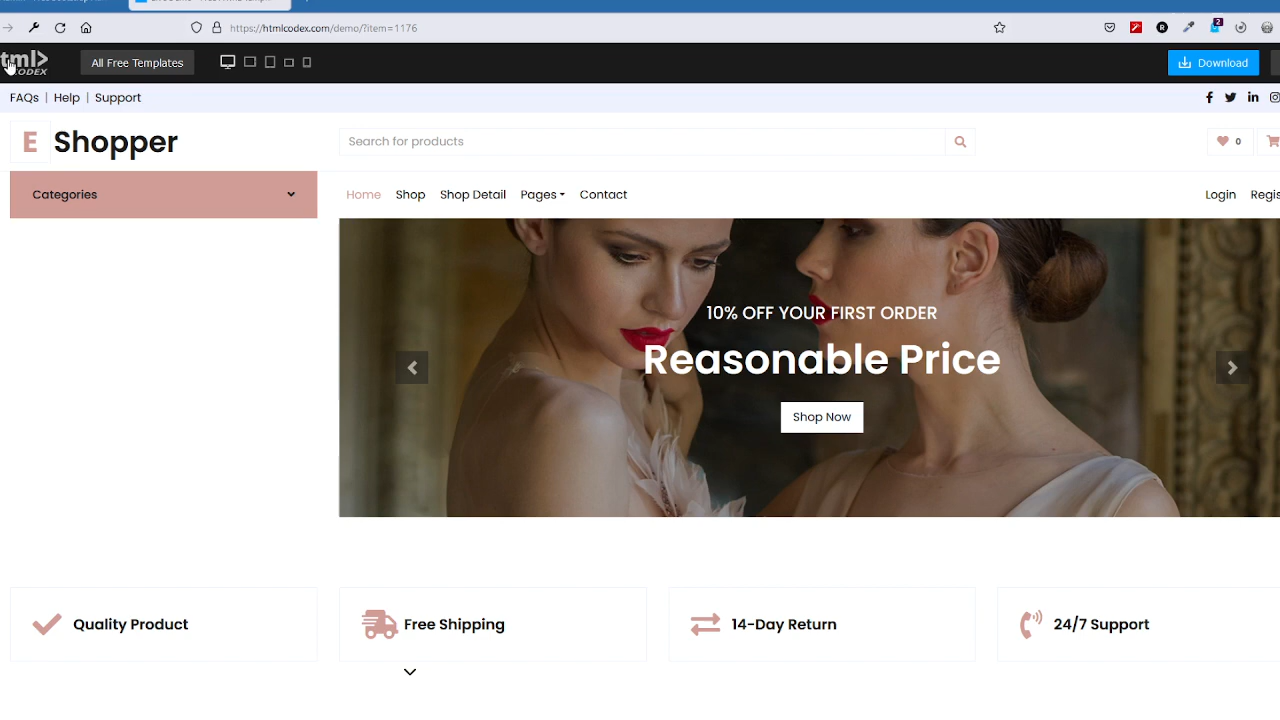 https://htmlcodex.com/demo/?item=1176
2
tml>
CODEX
All Free Templates
Download
FAQs | Help | Support
E Shopper
Search for products
0
Categories
Home Shop Shop Detail Pages Contact
Login Regis
10% OFF YOUR FIRST ORDER
Reasonable Price
Shop Now
Quality Product
Free Shipping
14-Day Return
24/7 Support